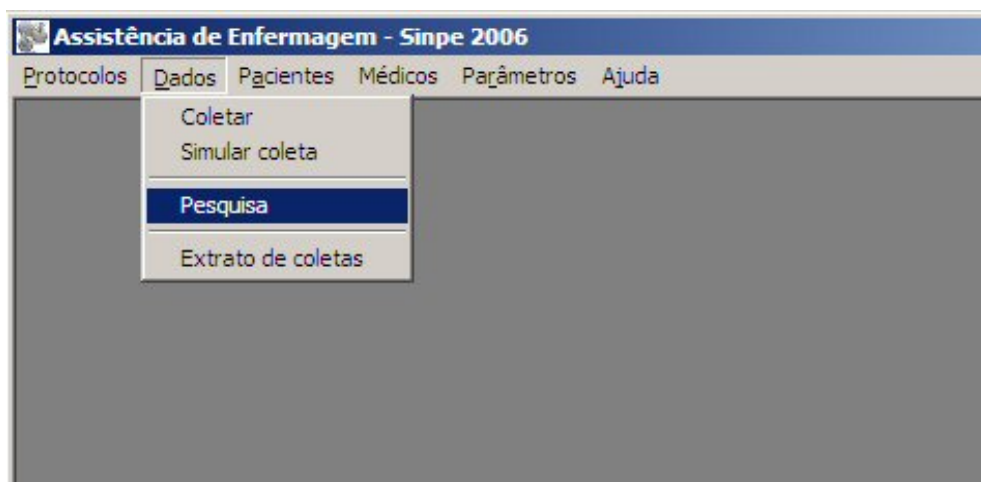 Assistência de Enfermagem - Sinpe 2006
Protocolos Dados Pacientes Médicos Parâmetros Ajuda
Coletar
Simular coleta
Pesquisa
Extrato de coletas